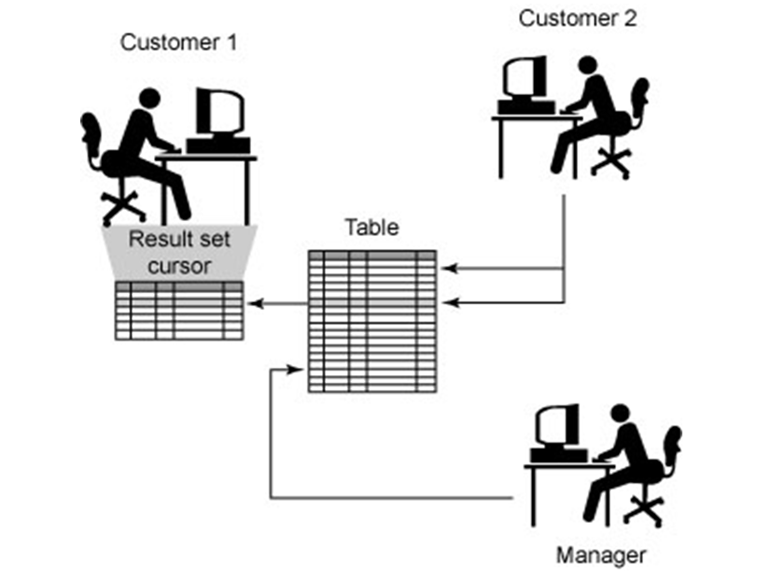 Customer 1
Customer 2
Result set
cursor
Table
Manager